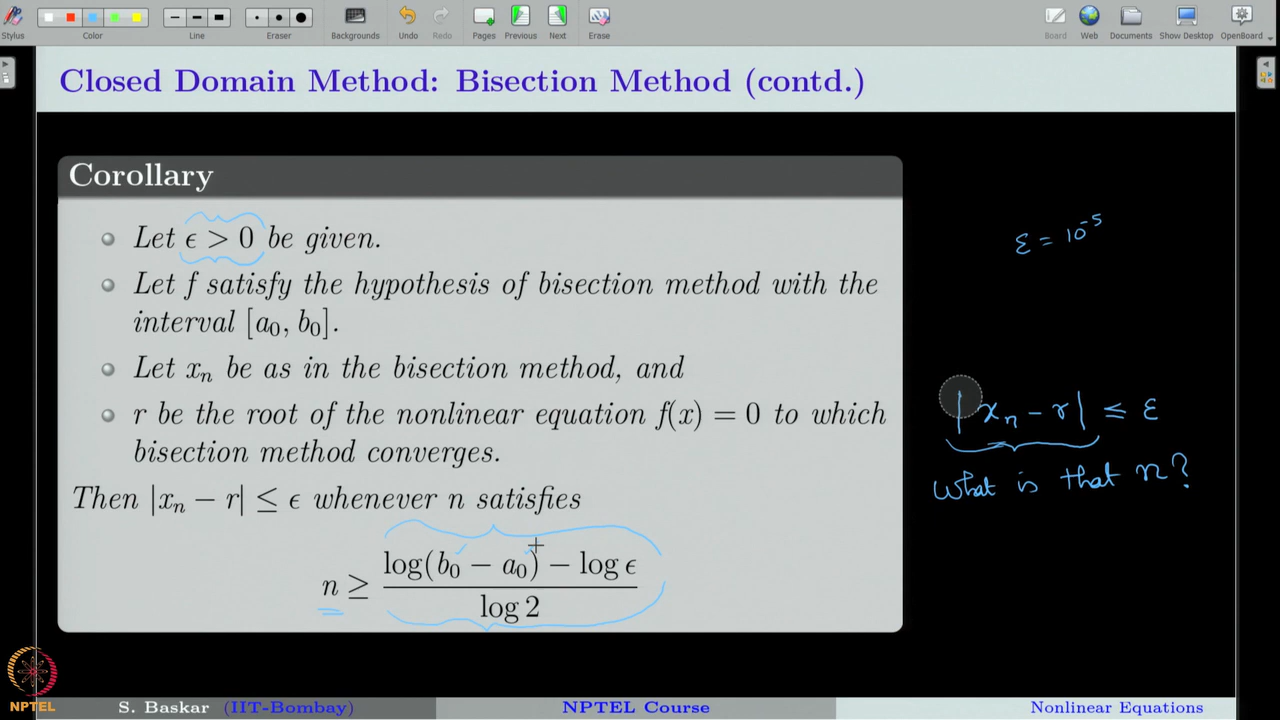 Stylus Color Line Eraser Backgrounds Undo Redo Pages Previous Next Erase Board Web Documents Show Desktop OpenBoard
Closed Domain Method: Bisection Method (contd.)
Corollary
Let ϵ > 0 be given.
Let f satisfy the hypothesis of bisection method with the
interval [a₀, b₀].
Let xₙ be as in the bisection method, and
r be the root of the nonlinear equation f(x) = 0 to which
bisection method converges.
Then |xₙ − r| ≤ ϵ whenever n satisfies
n ≥ (log(b₀ − a₀) − log ϵ) / log 2
ε = 10⁻⁵
|xₙ − r| ≤ ε
What is that n?
NPTEL
S. Baskar (IIT-Bombay) NPTEL Course Nonlinear Equations